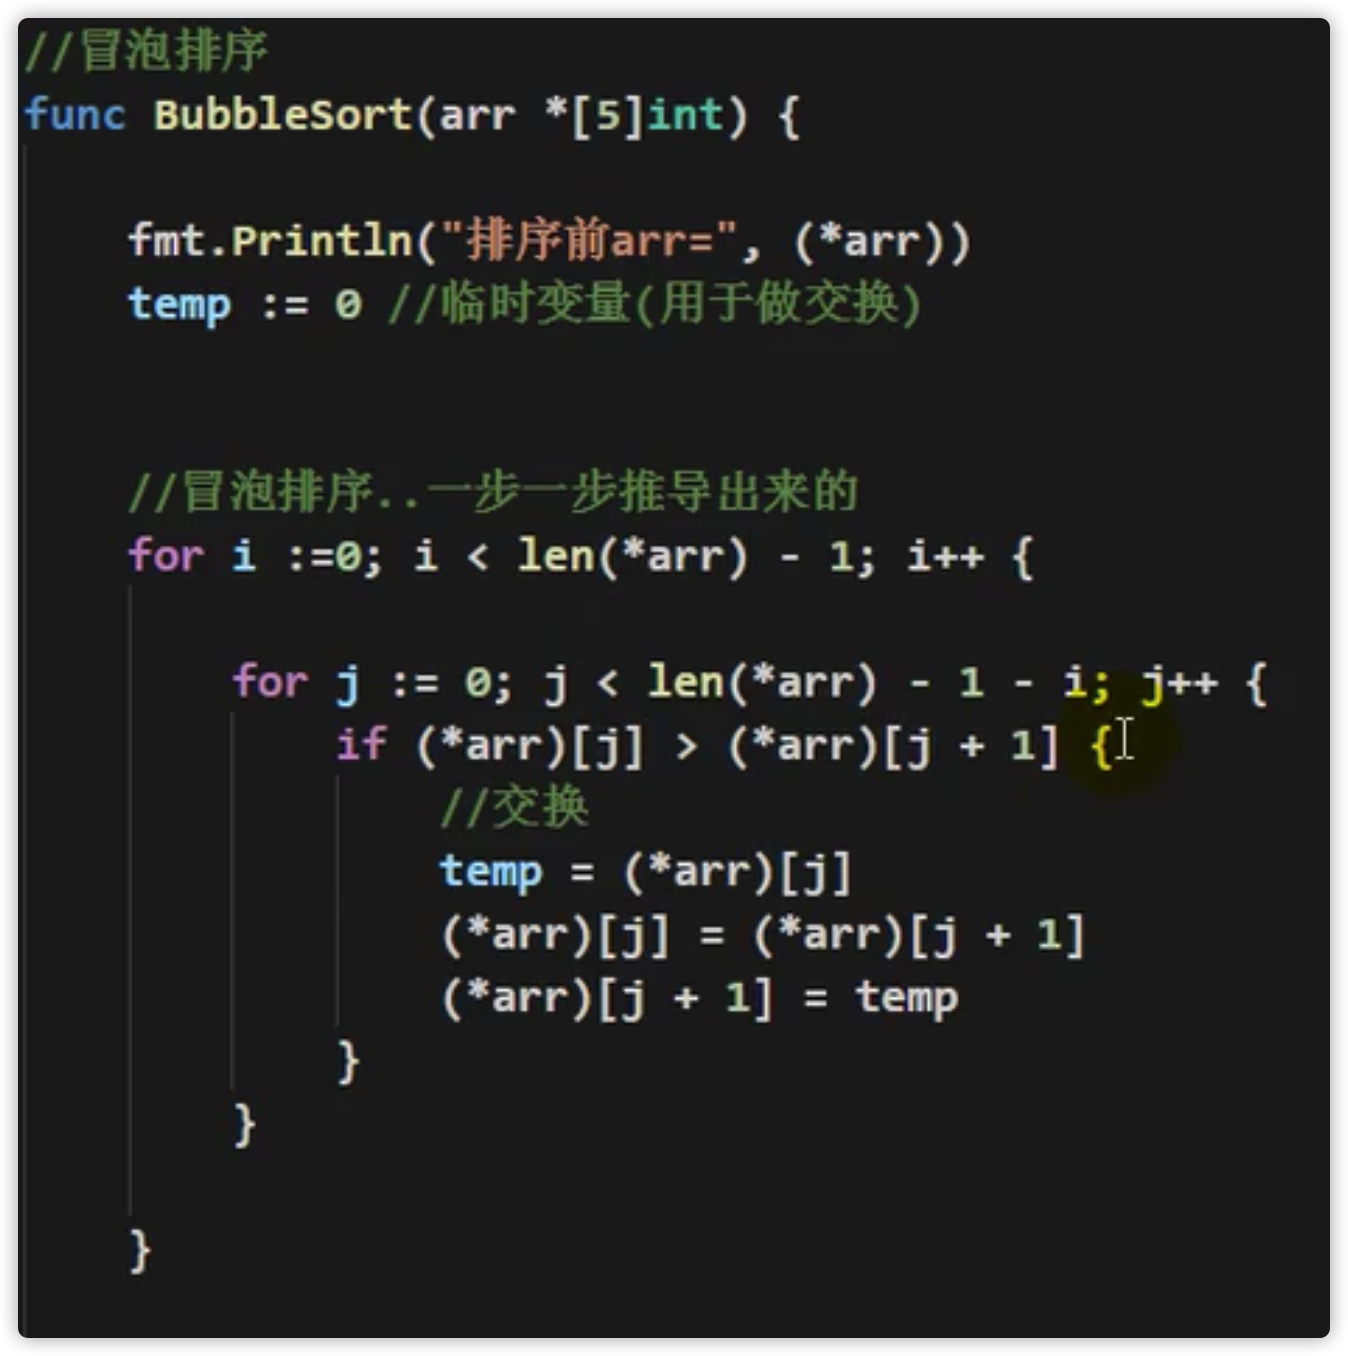 //冒泡排序
func BubbleSort(arr *[5]int) {
fmt.Println("排序前arr=", (*arr))
temp := 0 //临时变量(用于做交换)
//冒泡排序..一步一步推导出来的
for i :=0; i < len(*arr) - 1; i++ {
for j := 0; j < len(*arr) - 1 - i; j++ {
if (*arr)[j] > (*arr)[j + 1] {
//交换
temp = (*arr)[j]
(*arr)[j] = (*arr)[j + 1]
(*arr)[j + 1] = temp
}
}
}